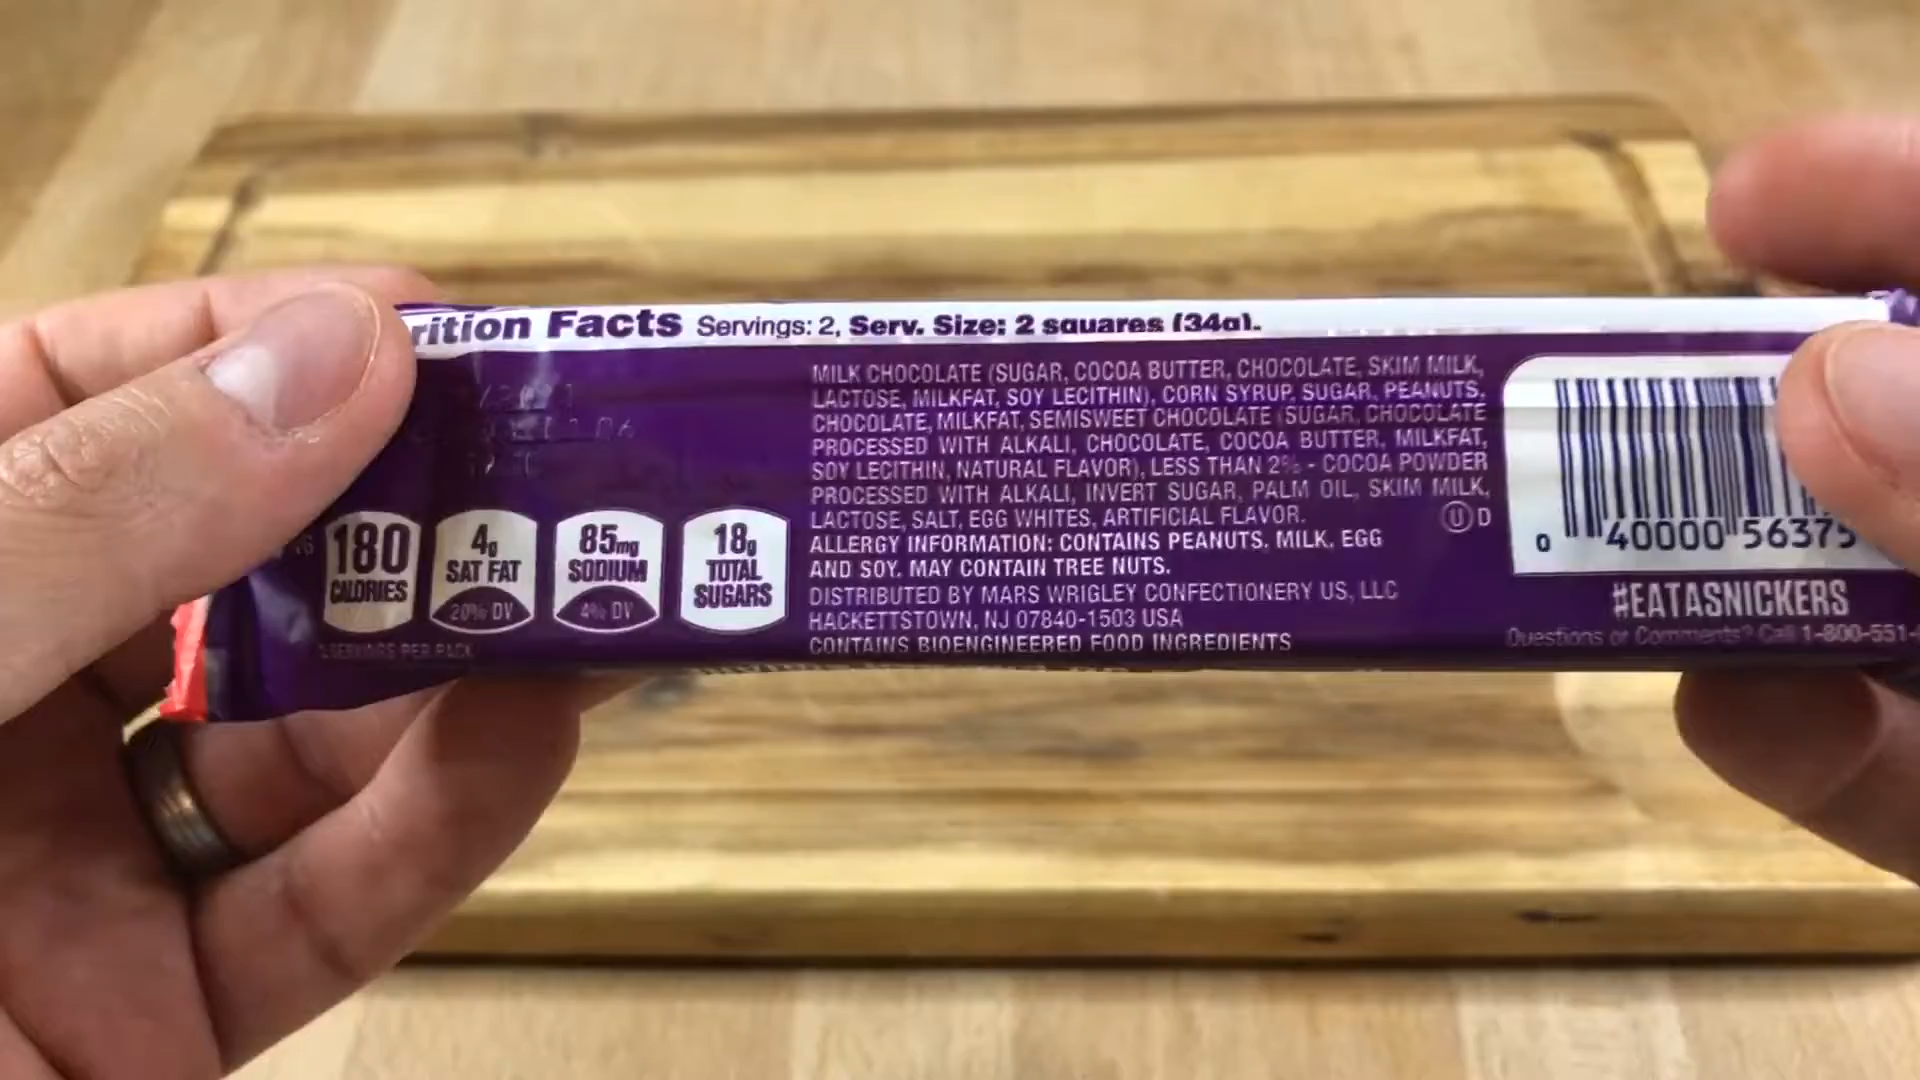 rition Facts Servings: 2, Serv. Size: 2 squares (34g).
MILK CHOCOLATE (SUGAR, COCOA BUTTER, CHOCOLATE, SKIM MILK,
LACTOSE, MILKFAT, SOY LECITHIN), CORN SYRUP, SUGAR, PEANUTS,
CHOCOLATE, MILKFAT, SEMISWEET CHOCOLATE (SUGAR, CHOCOLATE
PROCESSED WITH ALKALI, CHOCOLATE, COCOA BUTTER, MILKFAT,
SOY LECITHIN, NATURAL FLAVOR), LESS THAN 2% - COCOA POWDER
PROCESSED WITH ALKALI, INVERT SUGAR, PALM OIL, SKIM MILK,
LACTOSE, SALT, EGG WHITES, ARTIFICIAL FLAVOR.
U D
ALLERGY INFORMATION: CONTAINS PEANUTS, MILK, EGG
AND SOY. MAY CONTAIN TREE NUTS.
DISTRIBUTED BY MARS WRIGLEY CONFECTIONERY US, LLC
HACKETTSTOWN, NJ 07840-1503 USA
CONTAINS BIOENGINEERED FOOD INGREDIENTS
180
CALORIES
4g
SAT FAT
20% DV
85mg
SODIUM
4% DV
18g
TOTAL
SUGARS
SERVINGS PER PACK
0 40000 56375
#EATASNICKERS
Questions or Comments? Call 1-800-551-